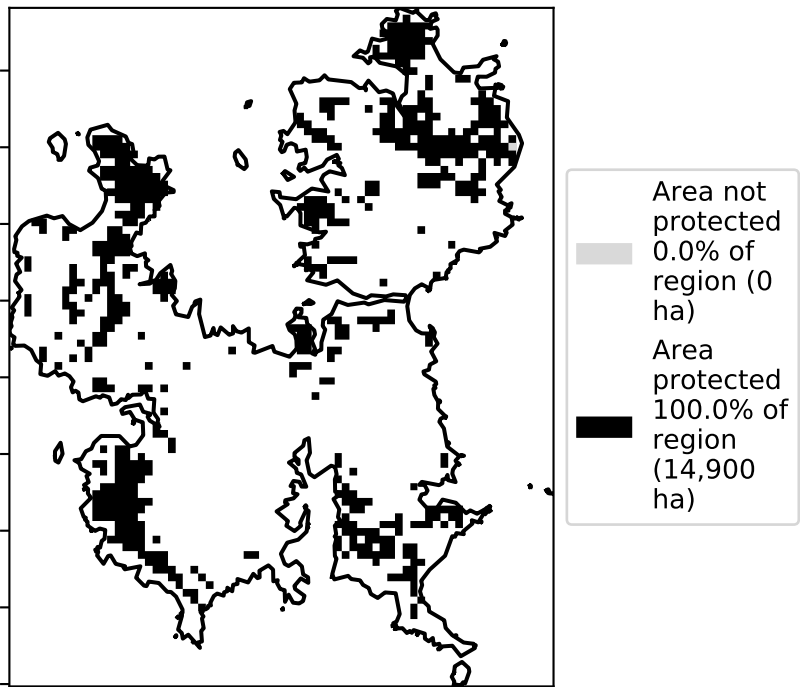 Area not
protected
0.0% of
region (0
ha)
Area
protected
100.0% of
region
(14,900
ha)